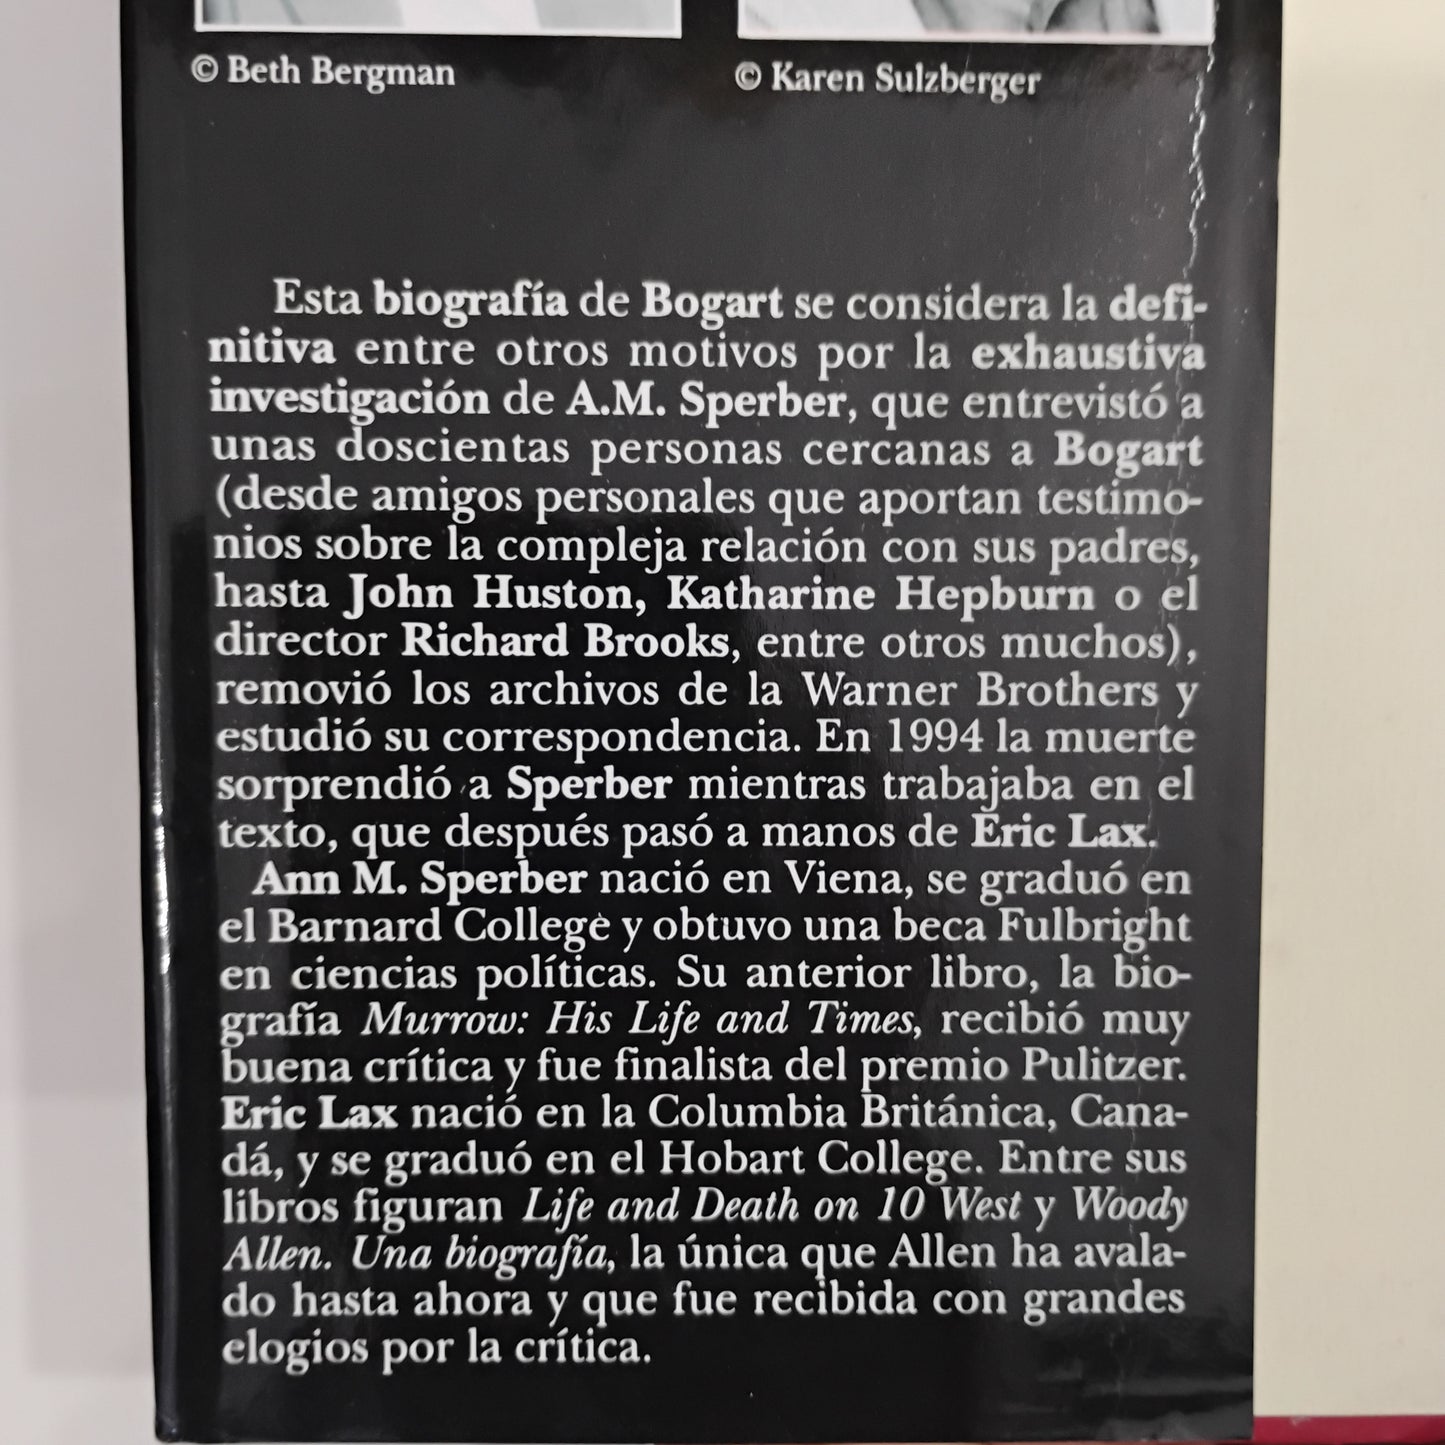 © Beth Bergman
© Karen Sulzberger
Esta biografía de Bogart se considera la defi-
nitiva entre otros motivos por la exhaustiva
investigación de A.M. Sperber, que entrevistó a
unas doscientas personas cercanas a Bogart
(desde amigos personales que aportan testimo-
nios sobre la compleja relación con sus padres,
hasta John Huston, Katharine Hepburn o el
director Richard Brooks, entre otros muchos),
removió los archivos de la Warner Brothers y
estudió su correspondencia. En 1994 la muerte
sorprendió a Sperber mientras trabajaba en el
texto, que después pasó a manos de Eric Lax.
Ann M. Sperber nació en Viena, se graduó en
el Barnard College y obtuvo una beca Fulbright
en ciencias políticas. Su anterior libro, la bio-
grafía Murrow: His Life and Times, recibió muy
buena crítica y fue finalista del premio Pulitzer.
Eric Lax nació en la Columbia Británica, Cana-
dá, y se graduó en el Hobart College. Entre sus
libros figuran Life and Death on 10 West y Woody
Allen. Una biografía, la única que Allen ha avala-
do hasta ahora y que fue recibida con grandes
elogios por la crítica.